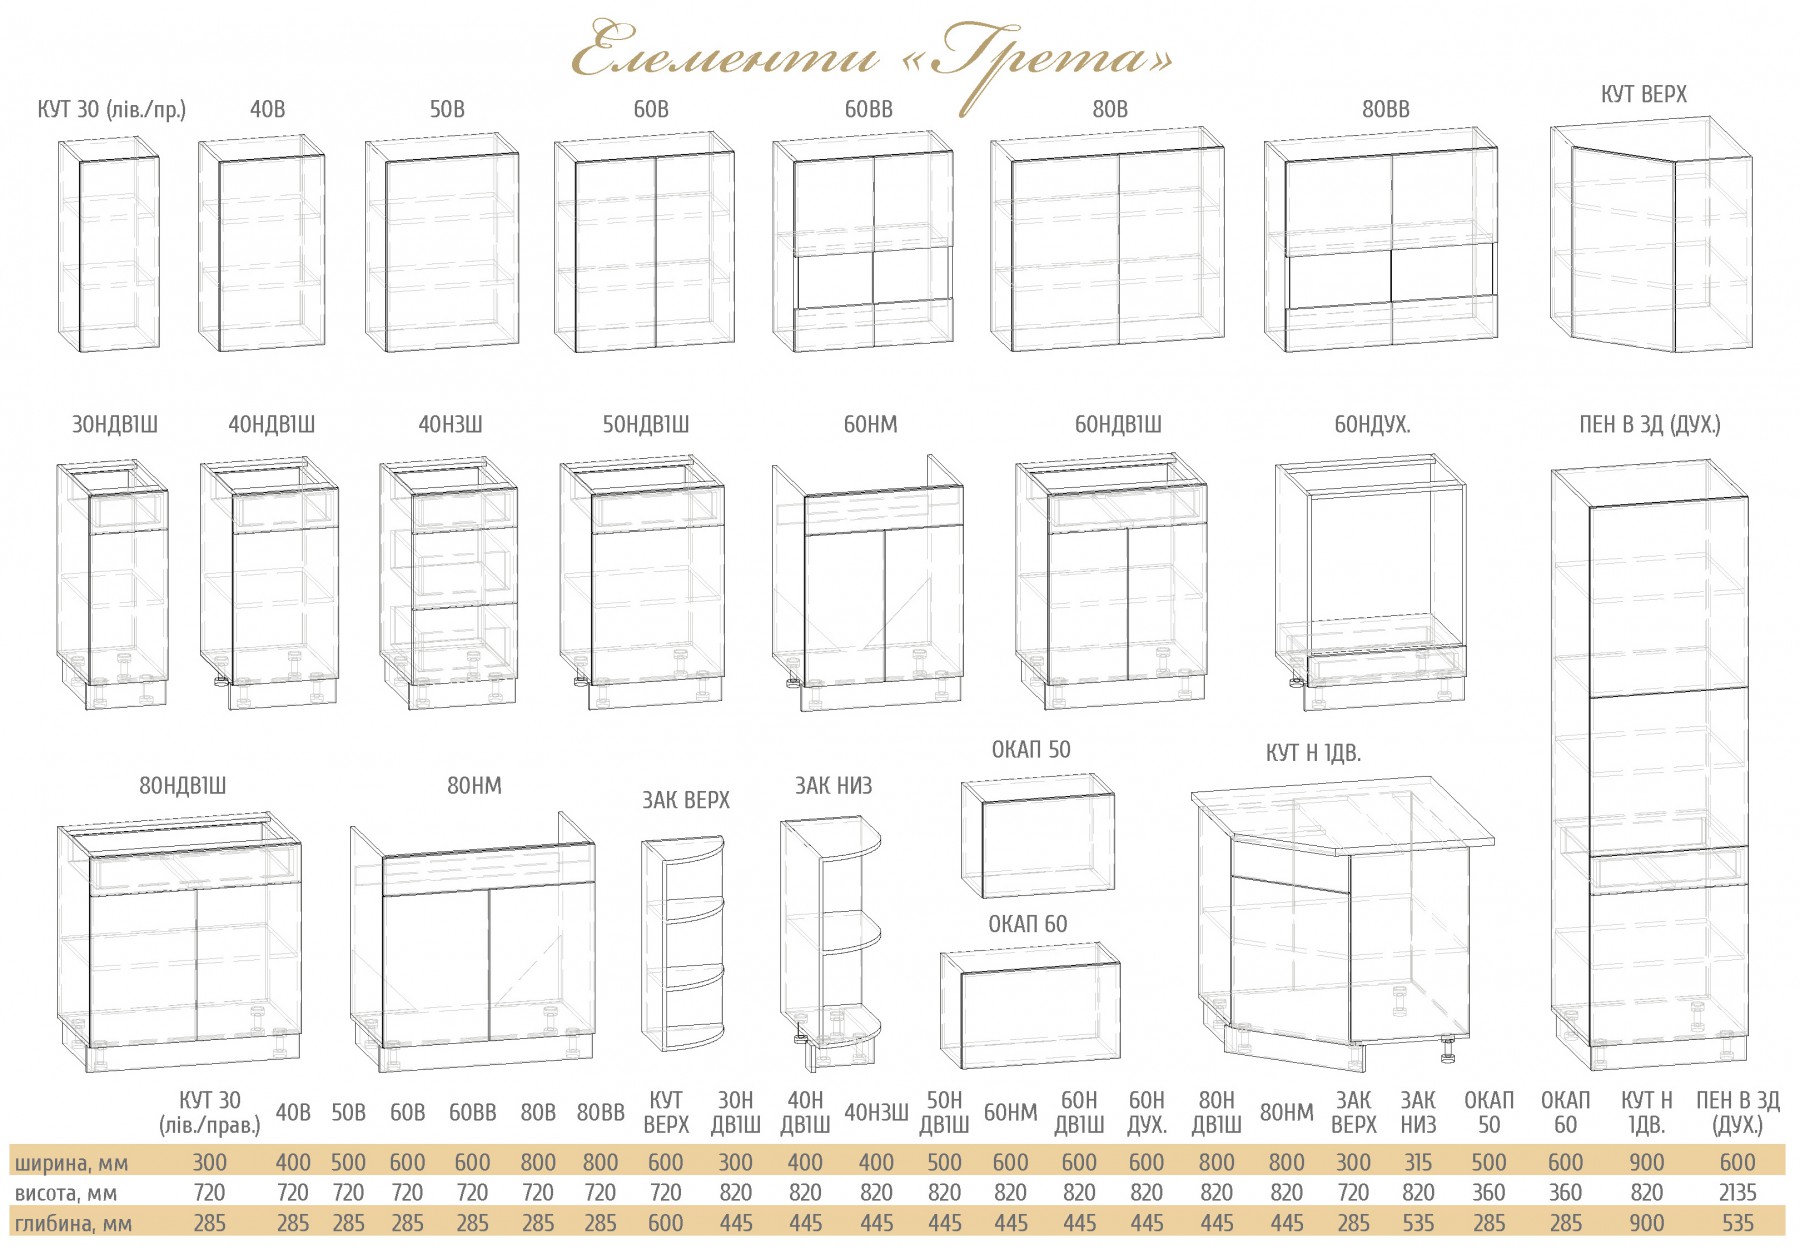 Елементи «Грета»
КУТ 30 (лів./пр.) 40В 50В 60В 60ВВ 80В 80ВВ КУТ ВЕРХ
30НДВ1Ш 40НДВ1Ш 40Н3Ш 50НДВ1Ш 60НМ 60НДВ1Ш 60НДУХ. ПЕН В 3Д (ДУХ.)
ОКАП 50 КУТ Н 1ДВ.
80НДВ1Ш 80НМ ЗАК ВЕРХ ЗАК НИЗ
ОКАП 60
КУТ 30 (лів./прав.) 40В 50В 60В 60ВВ 80В 80ВВ КУТ ВЕРХ 30Н ДВ1Ш 40Н ДВ1Ш 40Н3Ш 50Н ДВ1Ш 60НМ 60Н ДВ1Ш 60Н ДУХ. 80Н ДВ1Ш 80НМ ЗАК ВЕРХ ЗАК НИЗ ОКАП 50 ОКАП 60 КУТ Н 1ДВ. ПЕН В 3Д (ДУХ.)
ширина, мм 300 400 500 600 600 800 800 600 300 400 400 500 600 600 600 800 800 300 315 500 600 900 600
висота, мм 720 720 720 720 720 720 720 720 820 820 820 820 820 820 820 820 820 720 820 360 360 820 2135
глибина, мм 285 285 285 285 285 285 285 600 445 445 445 445 445 445 445 445 445 285 535 285 285 900 535